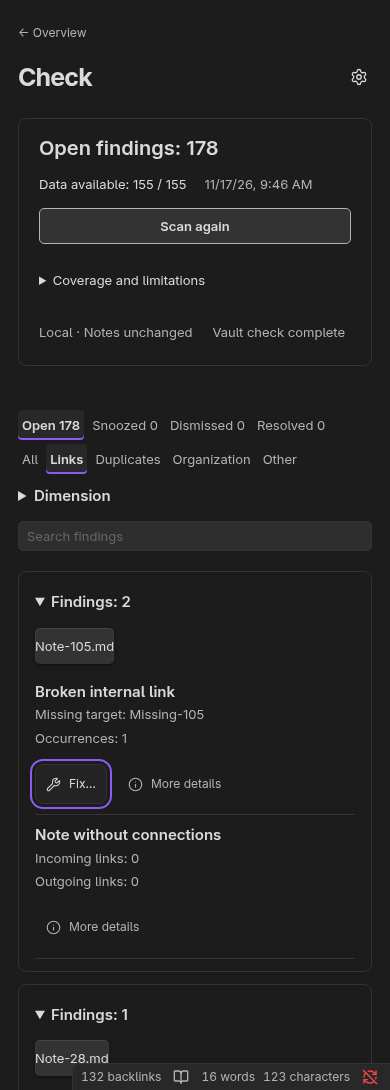 ← Overview
Check
Open findings: 178
Data available: 155 / 155 11/17/26, 9:46 AM
Scan again
▶ Coverage and limitations
Local · Notes unchanged Vault check complete
Open 178 Snoozed 0 Dismissed 0 Resolved 0
All Links Duplicates Organization Other
▶ Dimension
Search findings
▼ Findings: 2
Note-105.md
Broken internal link
Missing target: Missing-105
Occurrences: 1
Fix... More details
Note without connections
Incoming links: 0
Outgoing links: 0
More details
▼ Findings: 1
Note-28.md
132 backlinks 16 words 123 characters